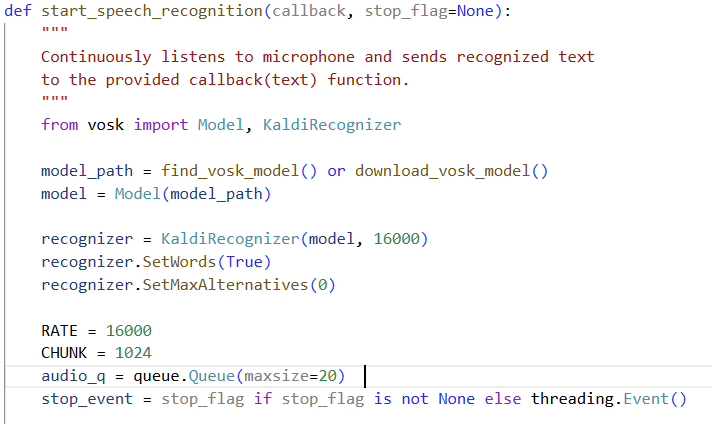 def start_speech_recognition(callback, stop_flag=None):
    """
    Continuously listens to microphone and sends recognized text
    to the provided callback(text) function.
    """
    from vosk import Model, KaldiRecognizer

    model_path = find_vosk_model() or download_vosk_model()
    model = Model(model_path)

    recognizer = KaldiRecognizer(model, 16000)
    recognizer.SetWords(True)
    recognizer.SetMaxAlternatives(0)

    RATE = 16000
    CHUNK = 1024
    audio_q = queue.Queue(maxsize=20)
    stop_event = stop_flag if stop_flag is not None else threading.Event()